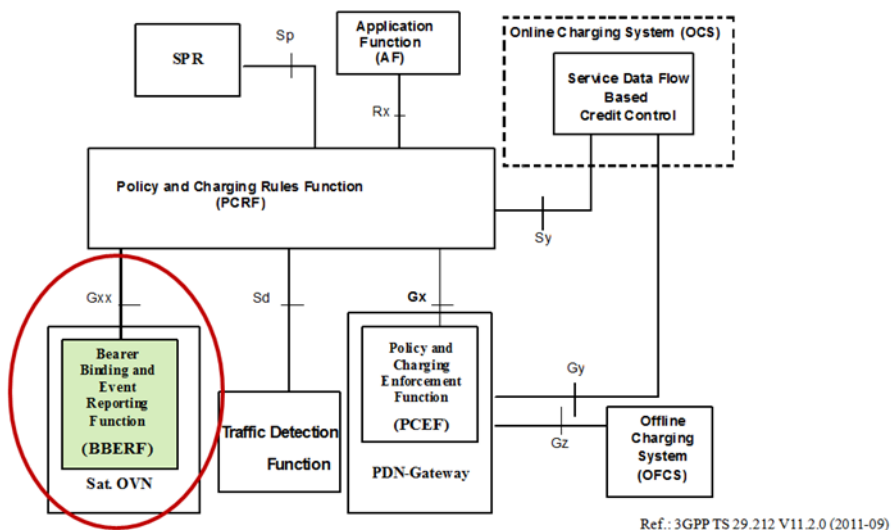 SPR
Sp
Application
Function
(AF)
Rx
Online Charging System (OCS)
Service Data Flow
Based
Credit Control
Policy and Charging Rules Function
(PCRF)
Sy
Gxx
Sd
Gx
Bearer
Binding and
Event
Reporting
Function
(BBERF)
Sat. OVN
Traffic Detection
Function
Policy and
Charging
Enforcement
Function
(PCEF)
PDN-Gateway
Gy
Gz
Offline
Charging
System
(OFCS)
Ref.: 3GPP TS 29.212 V11.2.0 (2011-09)